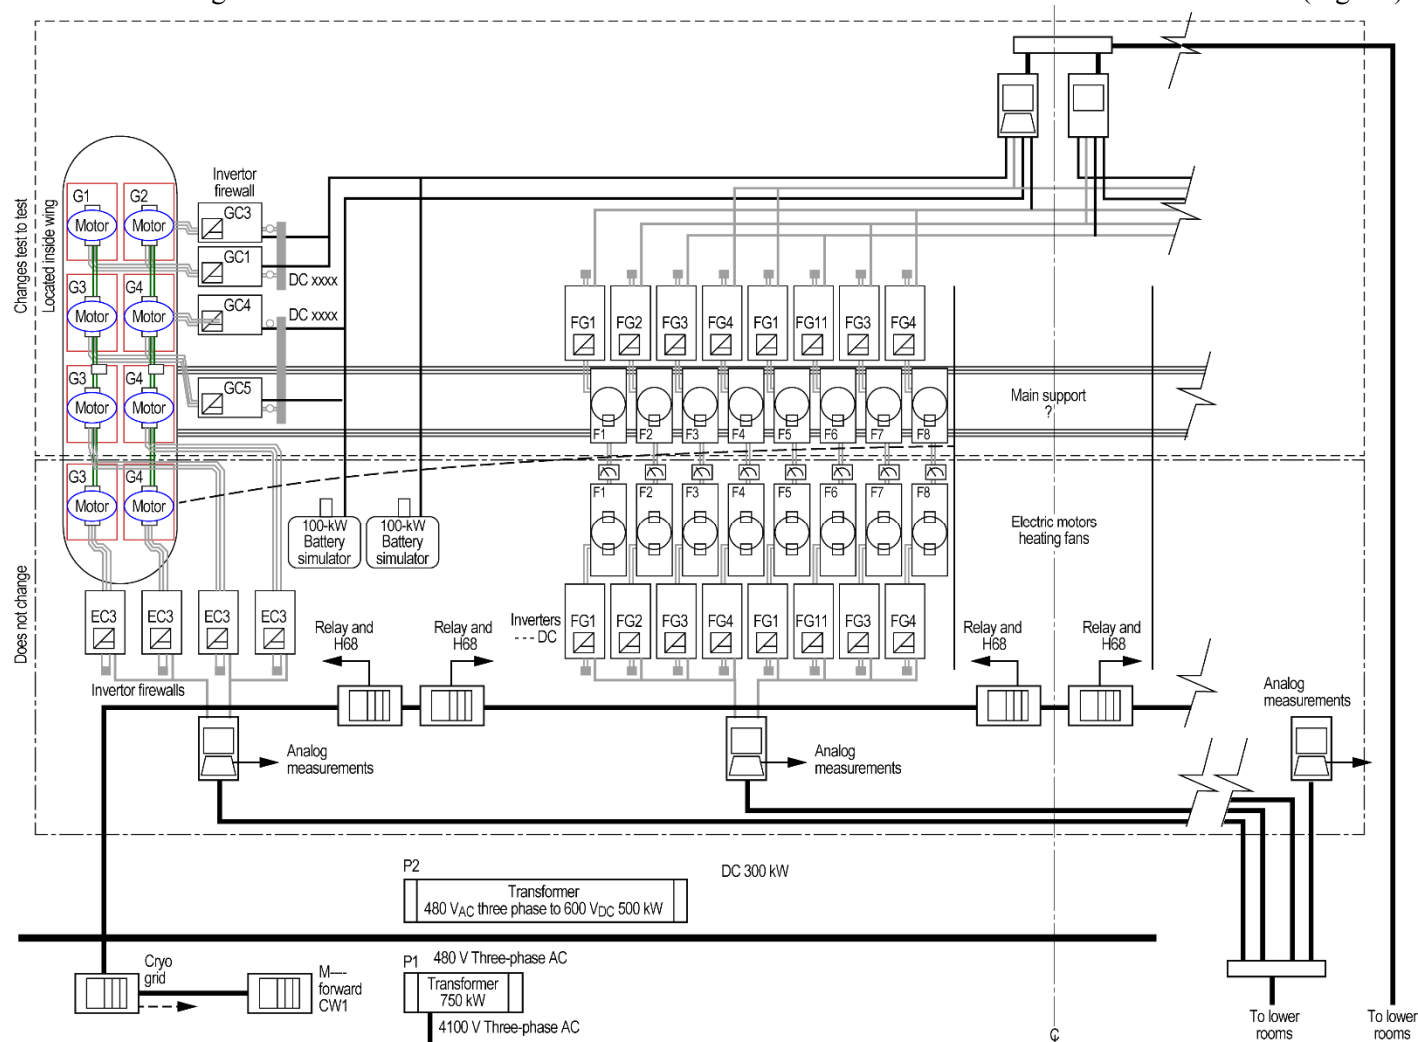 Changes test to test
Located inside wing
G1
G2
Motor
Motor
G3
G4
Motor
Motor
G3
G4
Motor
Motor
G3
G4
Motor
Motor
Invertor
firewall
GC3
GC1
DC xxxx
GC4
DC xxxx
GC5
FG1
FG2
FG3
FG4
FG1
FG11
FG3
FG4
F1
F2
F3
F4
F5
F6
F7
F8
Main support
?
Does not change
100-kW
Battery
simulator
100-kW
Battery
simulator
F1
F2
F3
F4
F5
F6
F7
F8
Electric motors
heating fans
EC3
EC3
EC3
EC3
Invertor firewalls
Relay and
H68
Relay and
H68
Inverters
--- DC
FG1
FG2
FG3
FG4
FG1
FG11
FG3
FG4
Relay and
H68
Relay and
H68
Analog
measurements
Analog
measurements
Analog
measurements
P2
Transformer
480 VAC three phase to 600 VDC 500 kW
DC 300 kW
Cryo
grid
M----
forward
CW1
P1
480 V Three-phase AC
Transformer
750 kW
4100 V Three-phase AC
To lower
rooms
To lower
rooms